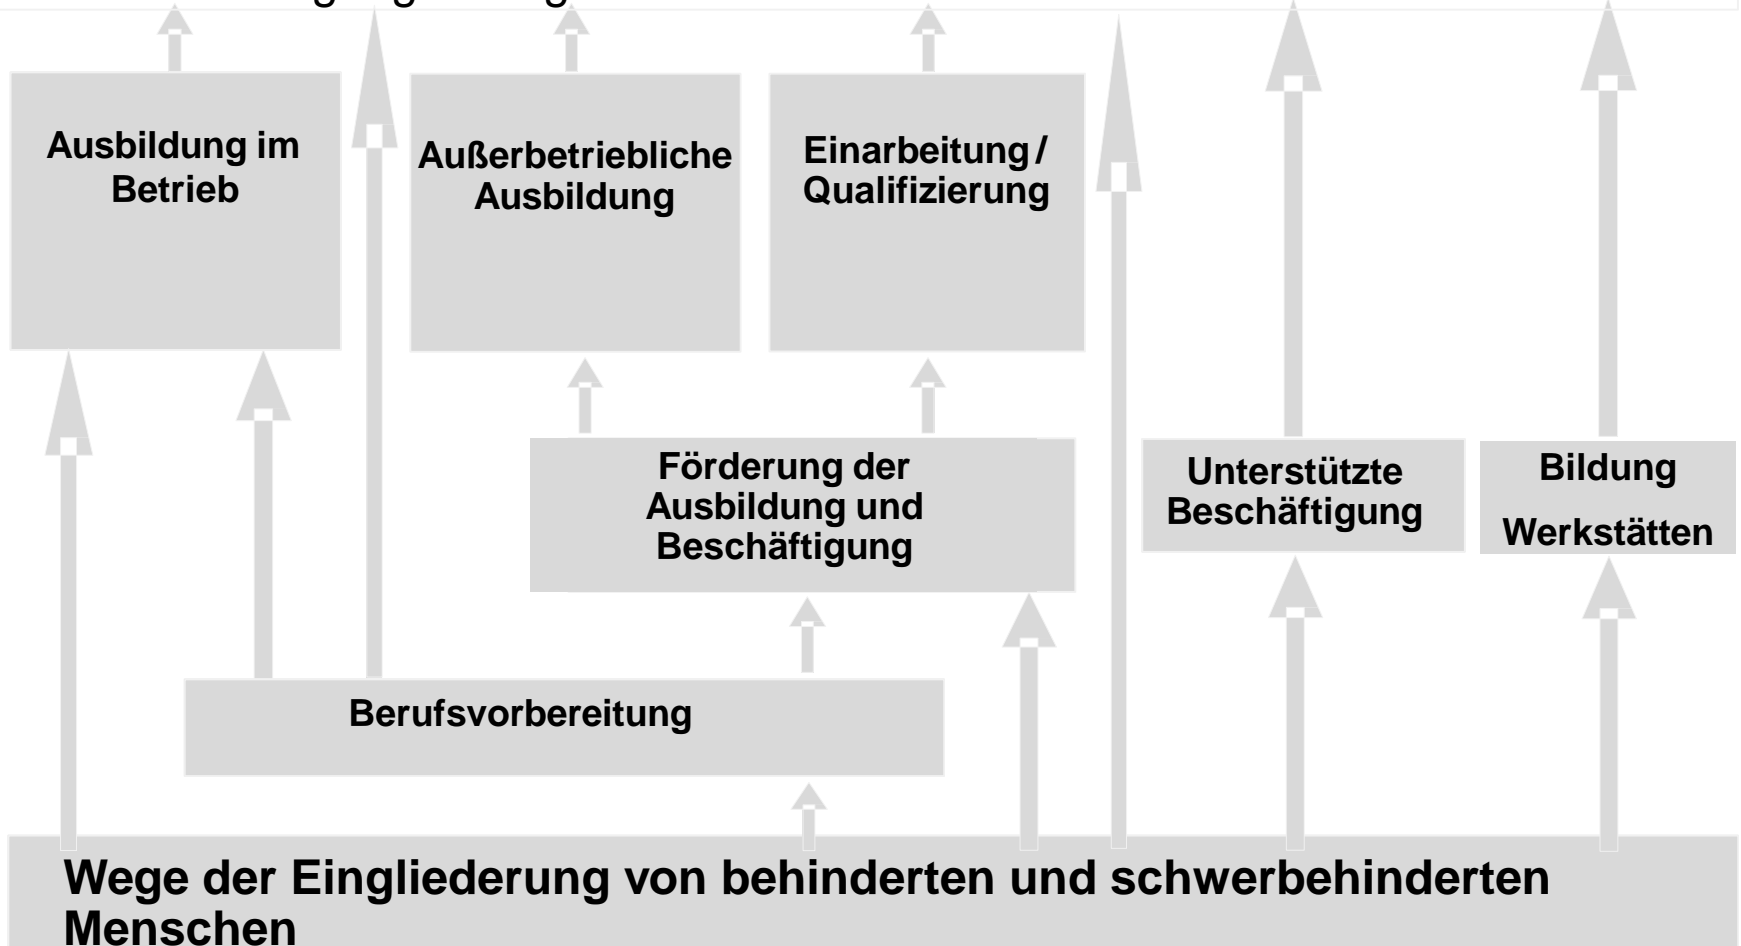 Ausbildung im
Betrieb
Außerbetriebliche
Ausbildung
Einarbeitung /
Qualifizierung
Förderung der
Ausbildung und
Beschäftigung
Unterstützte
Beschäftigung
Bildung
Werkstätten
Berufsvorbereitung
Wege der Eingliederung von behinderten und schwerbehinderten
Menschen